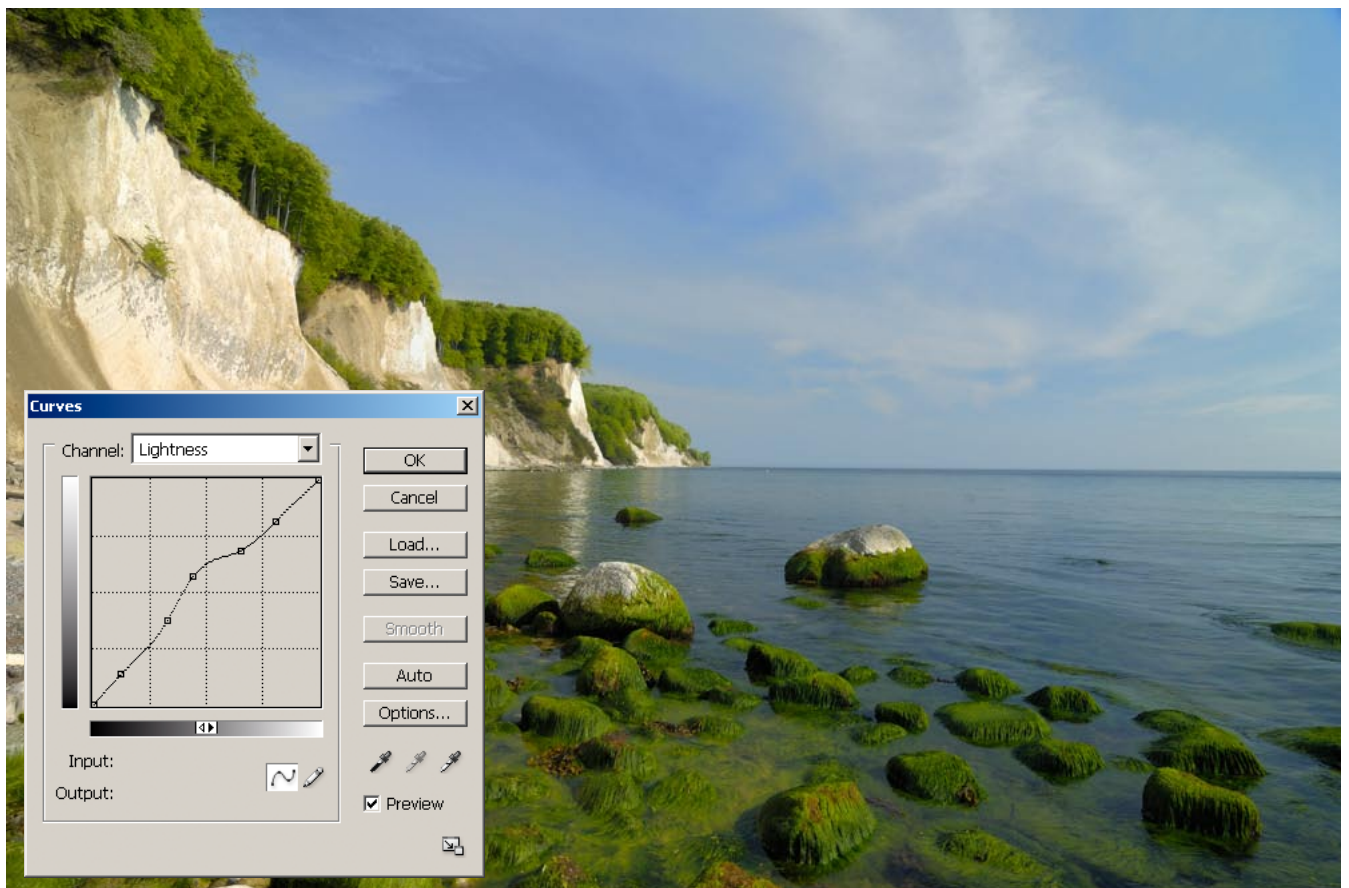 Curves
Channel: Lightness
OK
Cancel
Load...
Save...
Smooth
Auto
Options...
Input:
Output:
Preview